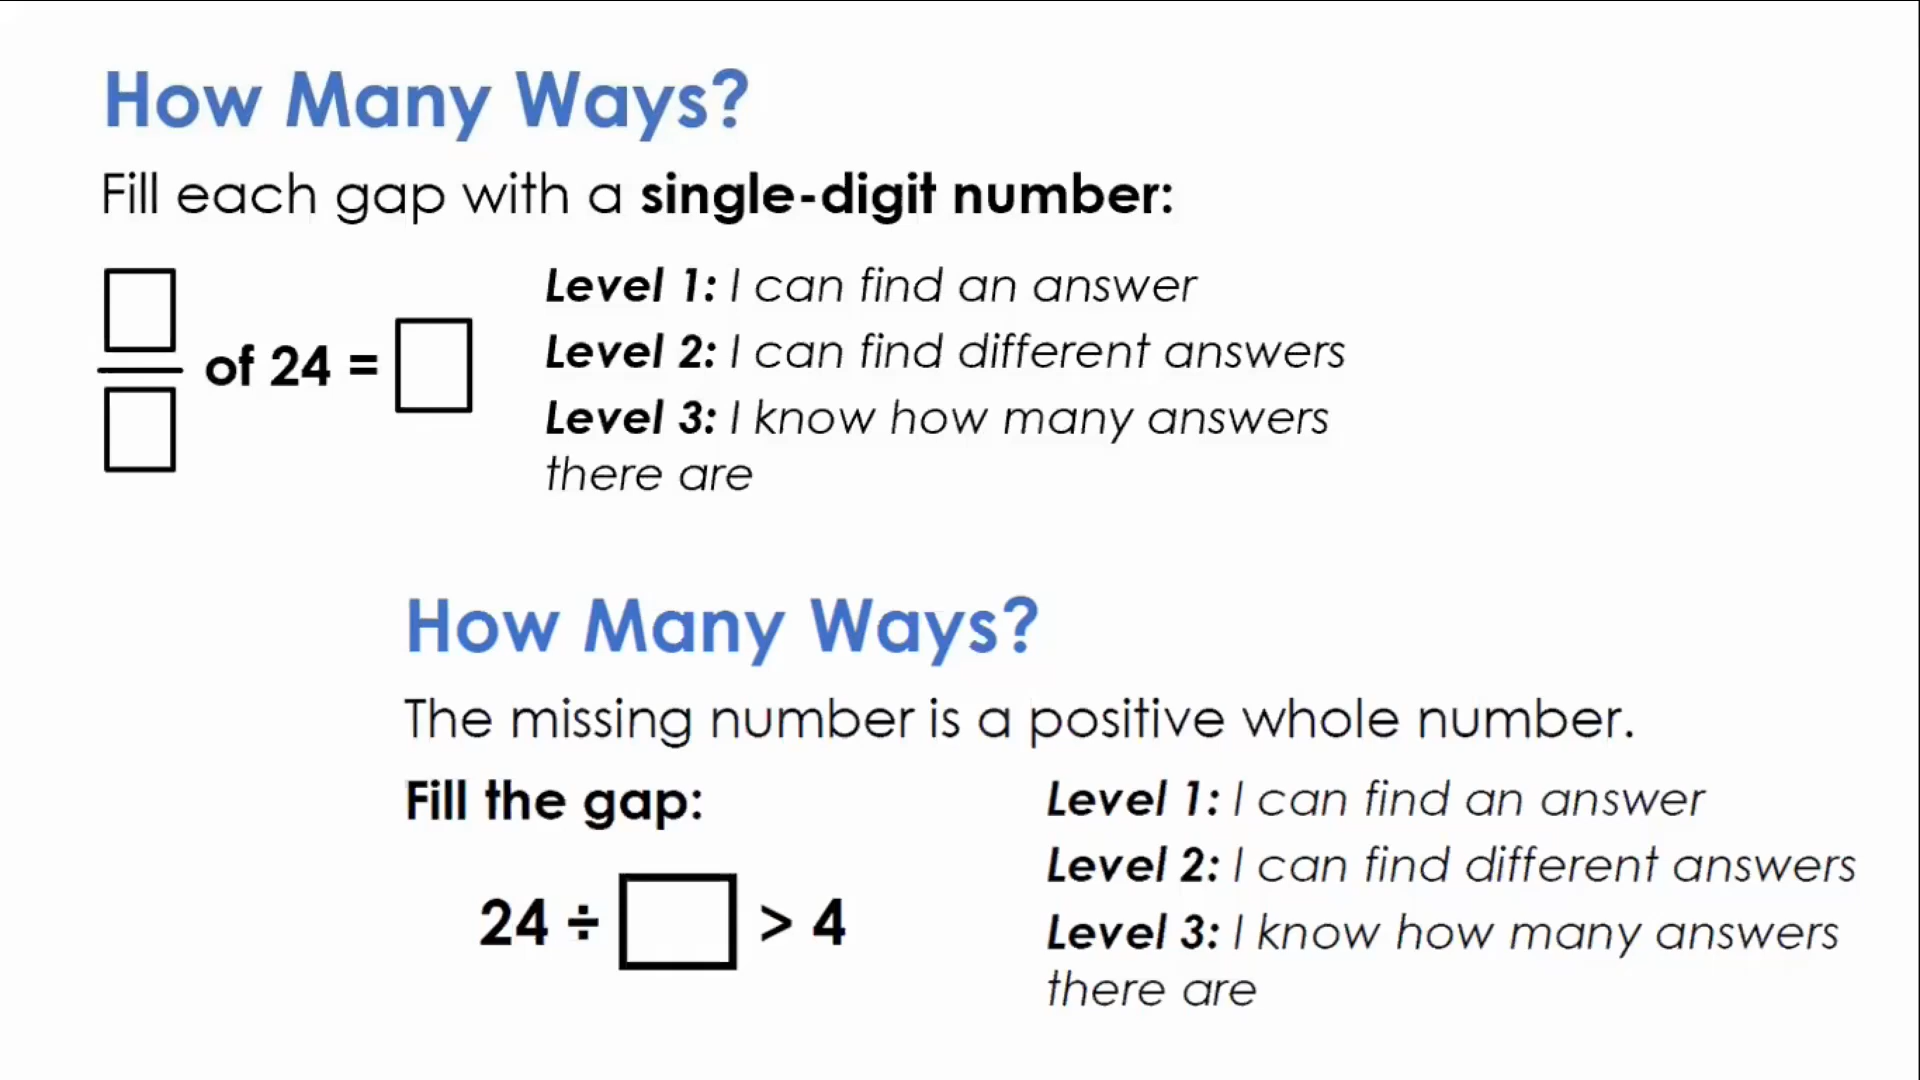 How Many Ways?
Fill each gap with a single-digit number:
of 24 =
Level 1: I can find an answer
Level 2: I can find different answers
Level 3: I know how many answers
there are
How Many Ways?
The missing number is a positive whole number.
Fill the gap:
24 ÷ > 4
Level 1: I can find an answer
Level 2: I can find different answers
Level 3: I know how many answers
there are